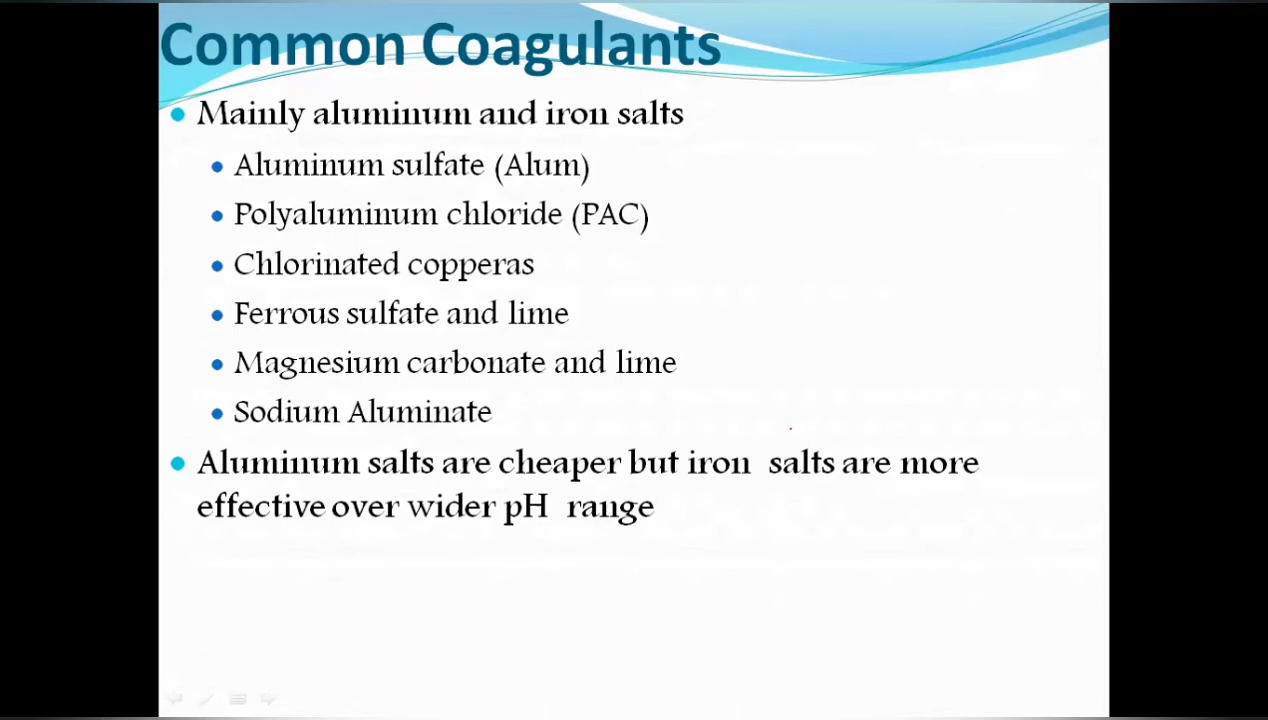 Common Coagulants
Mainly aluminum and iron salts
Aluminum sulfate (Alum)
Polyaluminum chloride (PAC)
Chlorinated copperas
Ferrous sulfate and lime
Magnesium carbonate and lime
Sodium Aluminate
Aluminum salts are cheaper but iron salts are more
effective over wider pH range